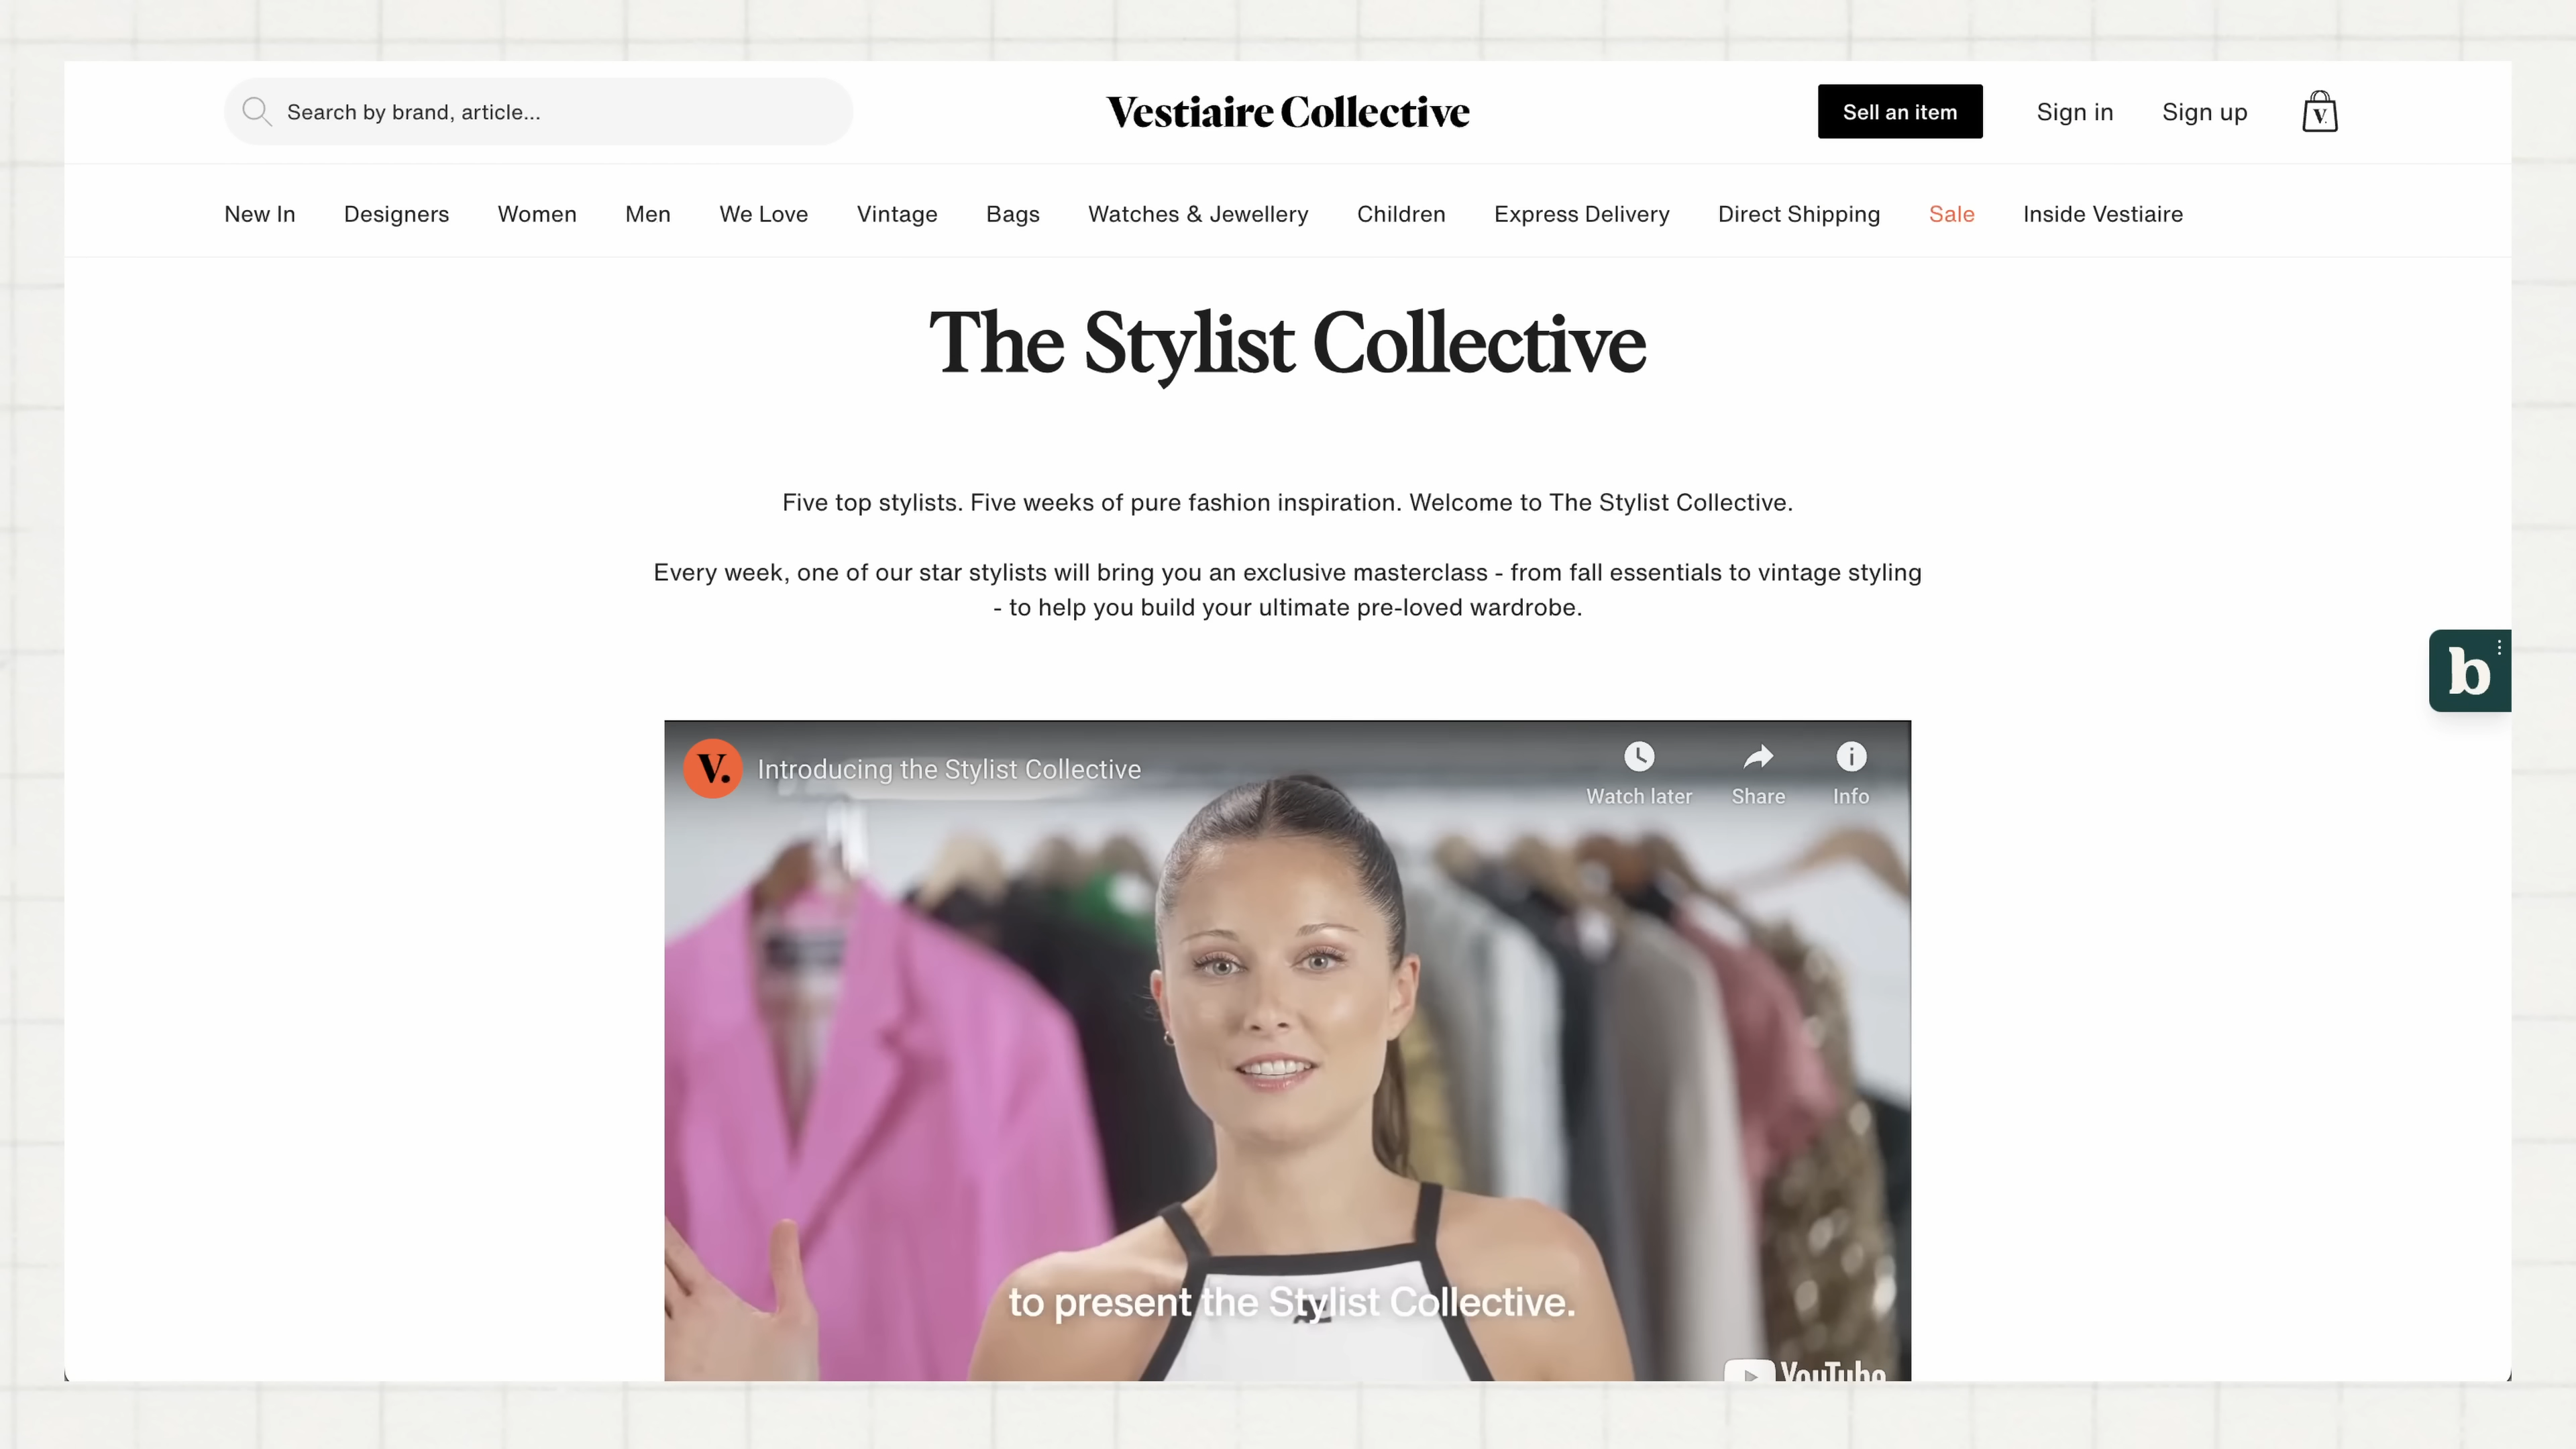 Search by brand, article...
Vestiaire Collective
Sell an item
Sign in
Sign up
V.
New In
Designers
Women
Men
We Love
Vintage
Bags
Watches & Jewellery
Children
Express Delivery
Direct Shipping
Sale
Inside Vestiaire
The Stylist Collective
Five top stylists. Five weeks of pure fashion inspiration. Welcome to The Stylist Collective.
Every week, one of our star stylists will bring you an exclusive masterclass - from fall essentials to vintage styling
- to help you build your ultimate pre-loved wardrobe.
b
V.
Introducing the Stylist Collective
Watch later
Share
Info
to present the Stylist Collective.
YouTube